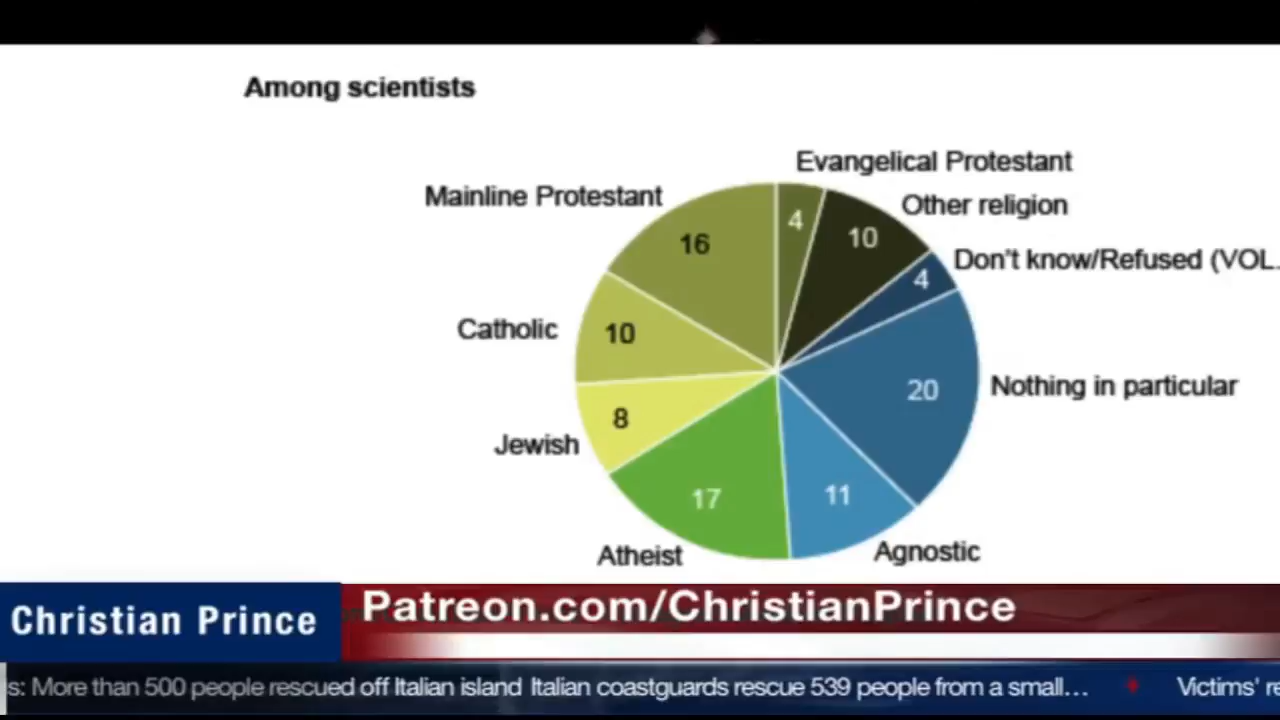 Among scientists
Evangelical Protestant
Mainline Protestant
Other religion
4
10
16
Don't know/Refused (VOL.
4
Catholic
10
20
Nothing in particular
8
Jewish
17
11
Atheist
Agnostic
Christian Prince
Patreon.com/ChristianPrince
s: More than 500 people rescued off Italian island Italian coastguards rescue 539 people from a small... Victims' re